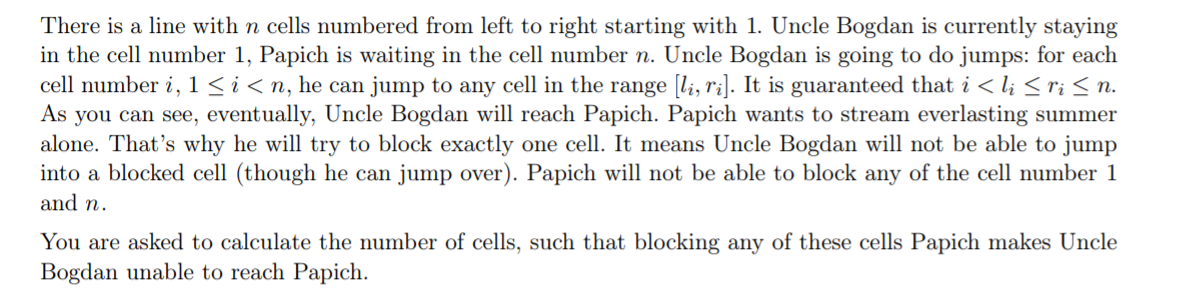 There is a line with n cells numbered from left to right starting with 1. Uncle Bogdan is currently staying
in the cell number 1, Papich is waiting in the cell number n. Uncle Bogdan is going to do jumps: for each
cell number i, 1 ≤ i < n, he can jump to any cell in the range [lᵢ, rᵢ]. It is guaranteed that i < lᵢ ≤ rᵢ ≤ n.
As you can see, eventually, Uncle Bogdan will reach Papich. Papich wants to stream everlasting summer
alone. That's why he will try to block exactly one cell. It means Uncle Bogdan will not be able to jump
into a blocked cell (though he can jump over). Papich will not be able to block any of the cell number 1
and n.
You are asked to calculate the number of cells, such that blocking any of these cells Papich makes Uncle
Bogdan unable to reach Papich.